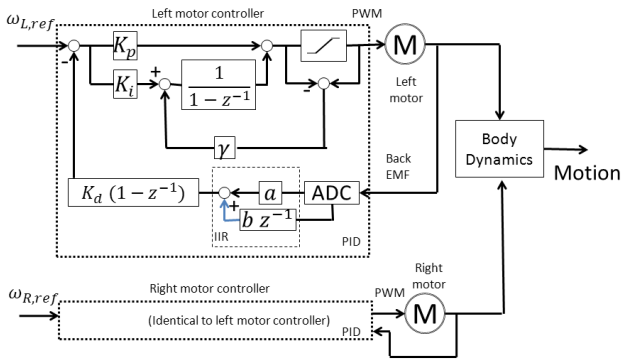 Left motor controller
PWM
ω_{L,ref}
-
K_p
K_i
+
1
1 − z^{-1}
-
M
Left
motor
γ
Back
EMF
Body
Dynamics
Motion
K_d (1 − z^{-1})
a
ADC
+
b z^{-1}
IIR
PID
Right
motor
ω_{R,ref}
Right motor controller
PWM
M
(Identical to left motor controller)
PID